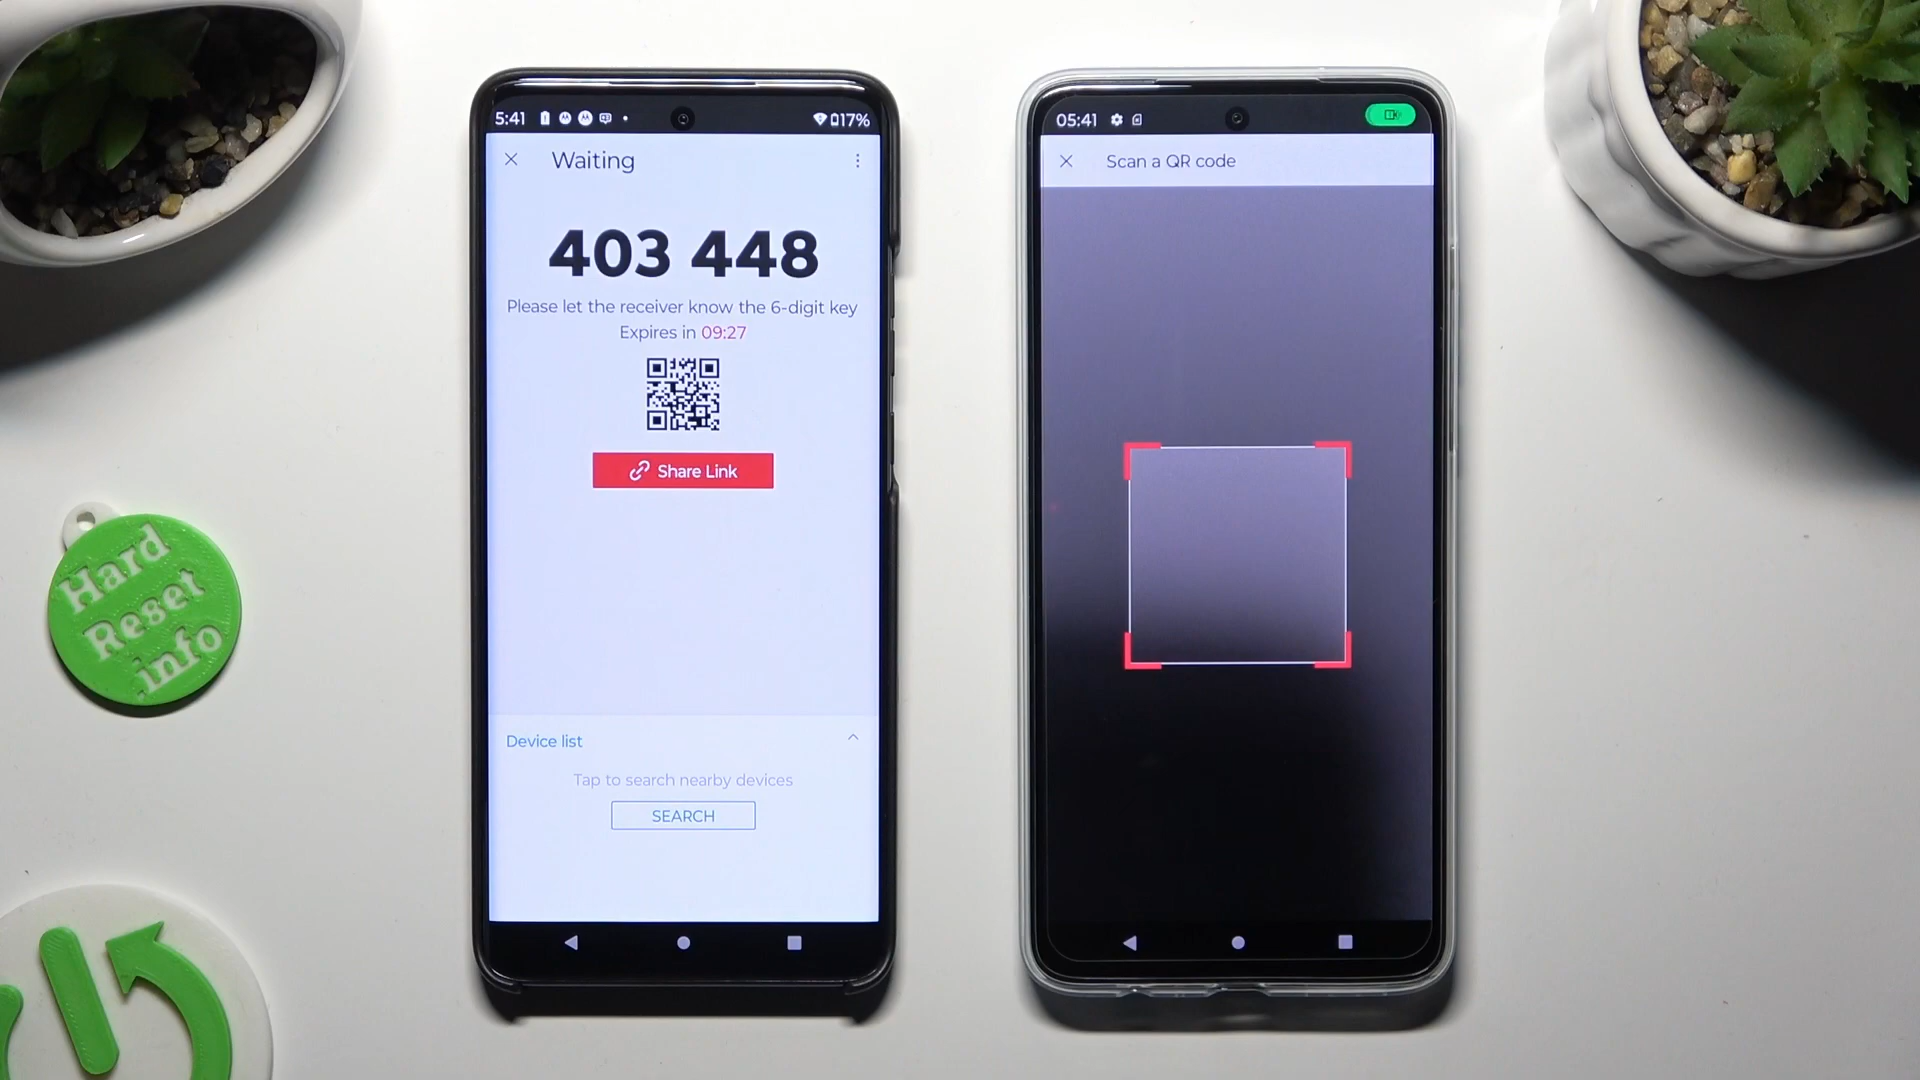 5:41
17%
Waiting
403 448
Please let the receiver know the 6-digit key
Expires in 09:27
Share Link
Device list
Tap to search nearby devices
SEARCH
05:41
Scan a QR code
Hard
Reset
info